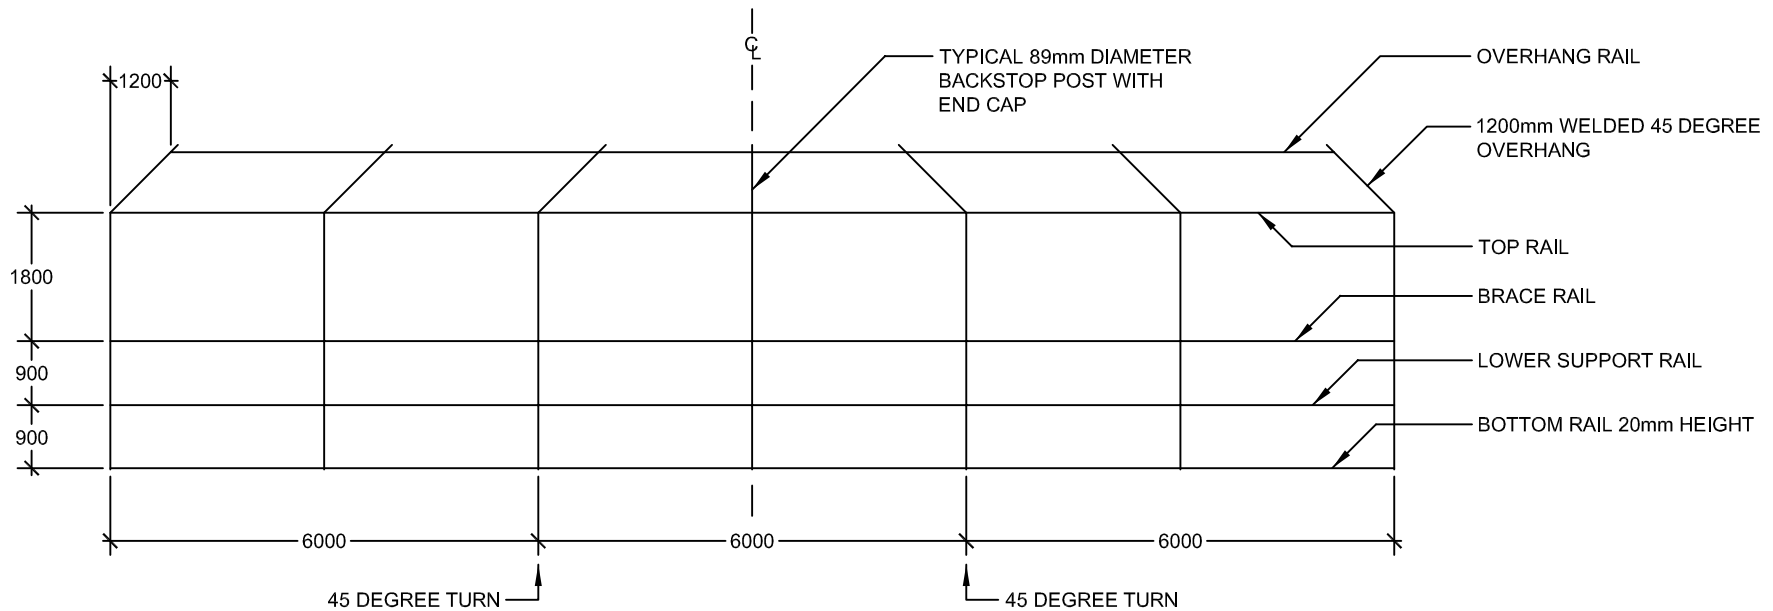 ℄
TYPICAL 89mm DIAMETER
BACKSTOP POST WITH
END CAP
OVERHANG RAIL
1200
1200mm WELDED 45 DEGREE
OVERHANG
TOP RAIL
1800
BRACE RAIL
LOWER SUPPORT RAIL
900
BOTTOM RAIL 20mm HEIGHT
900
6000
6000
6000
45 DEGREE TURN
45 DEGREE TURN